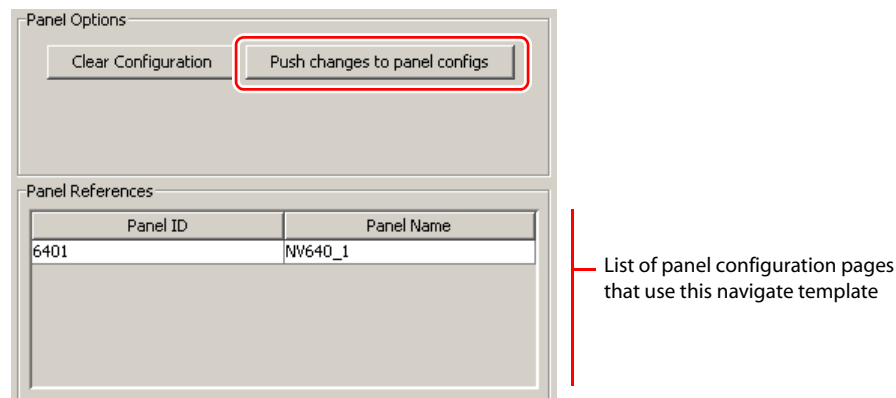 Panel Options
Clear Configuration
Push changes to panel configs
Panel References
Panel ID
Panel Name
6401
NV640_1
List of panel configuration pages
that use this navigate template